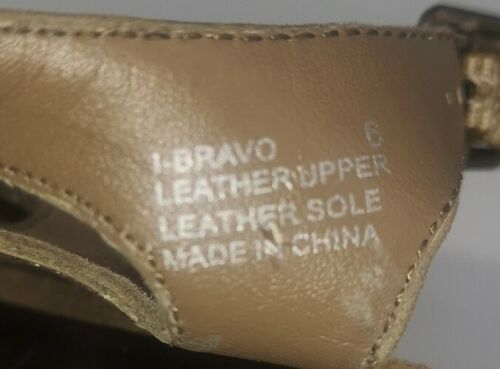 I-BRAVO 6
LEATHER UPPER
LEATHER SOLE
MADE IN CHINA